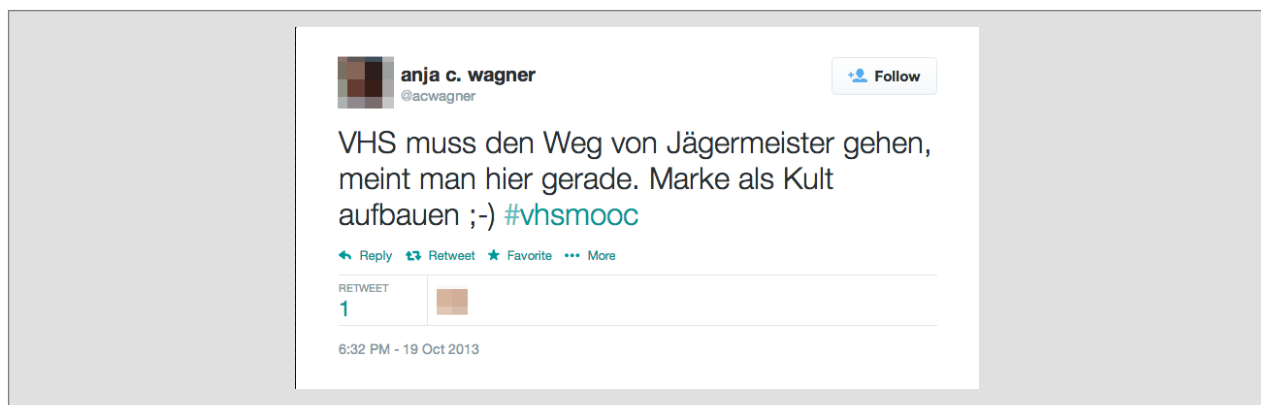 anja c. wagner
@acwagner
Follow
VHS muss den Weg von Jägermeister gehen,
meint man hier gerade. Marke als Kult
aufbauen ;-) #vhsmooc
Reply Retweet Favorite More
RETWEET
1
6:32 PM - 19 Oct 2013